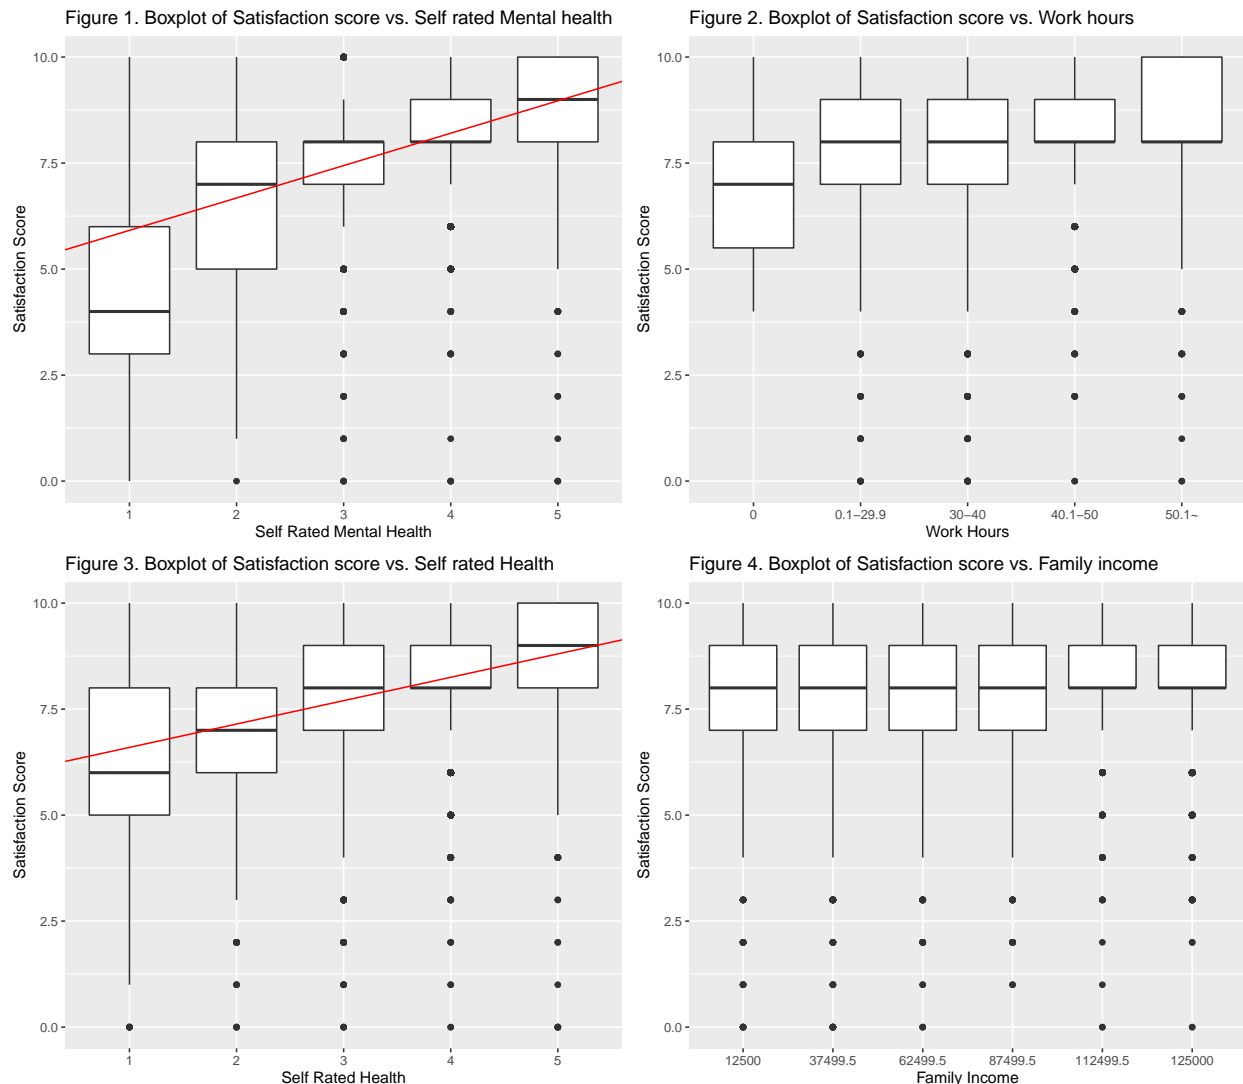 Figure 1. Boxplot of Satisfaction score vs. Self rated Mental health
10.0
7.5
5.0
2.5
0.0
Satisfaction Score
1 2 3 4 5
Self Rated Mental Health
Figure 2. Boxplot of Satisfaction score vs. Work hours
10.0
7.5
5.0
2.5
0.0
Satisfaction Score
0 0.1−29.9 30−40 40.1−50 50.1~
Work Hours
Figure 3. Boxplot of Satisfaction score vs. Self rated Health
10.0
7.5
5.0
2.5
0.0
Satisfaction Score
1 2 3 4 5
Self Rated Health
Figure 4. Boxplot of Satisfaction score vs. Family income
10.0
7.5
5.0
2.5
0.0
Satisfaction Score
12500 37499.5 62499.5 87499.5 112499.5 125000
Family Income